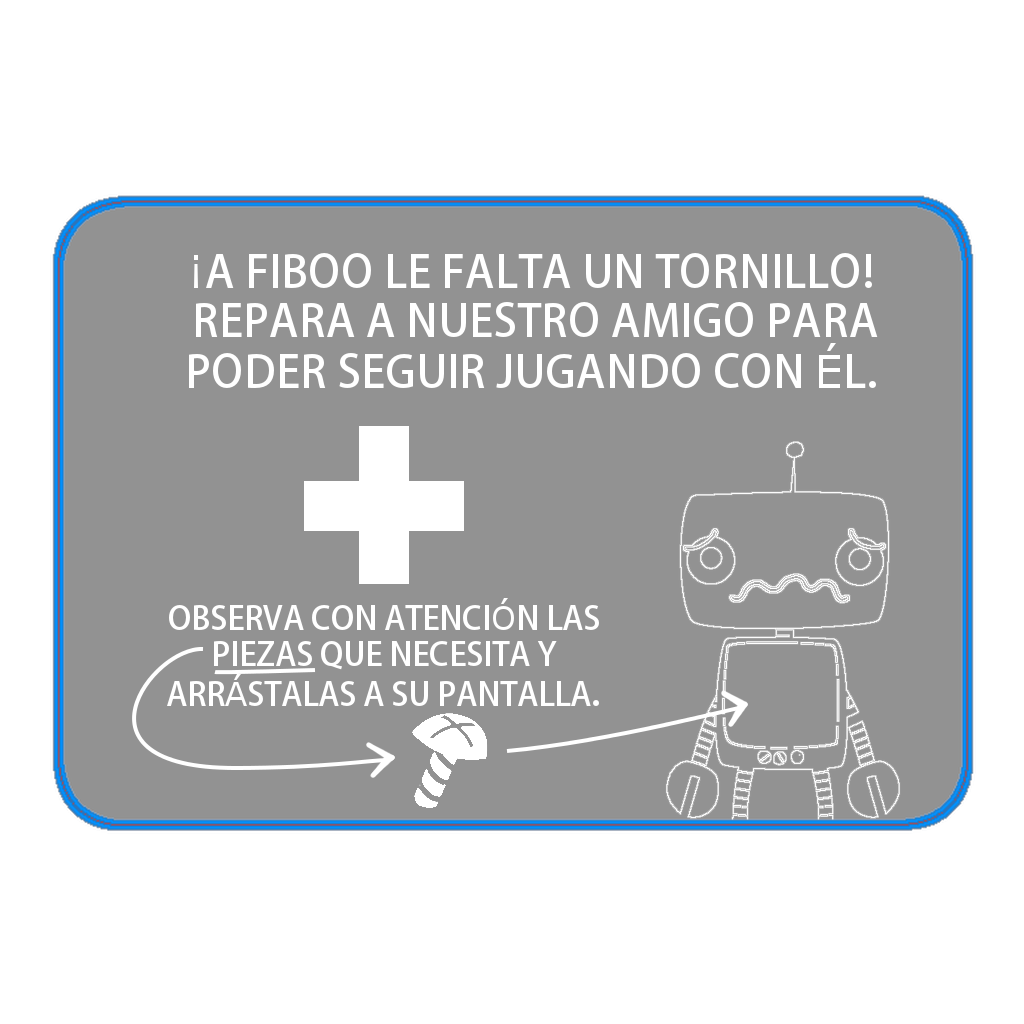 ¡A FIBOO LE FALTA UN TORNILLO!
REPARA A NUESTRO AMIGO PARA
PODER SEGUIR JUGANDO CON ÉL.
OBSERVA CON ATENCIÓN LAS
PIEZAS QUE NECESITA Y
ARRÁSTALAS A SU PANTALLA.